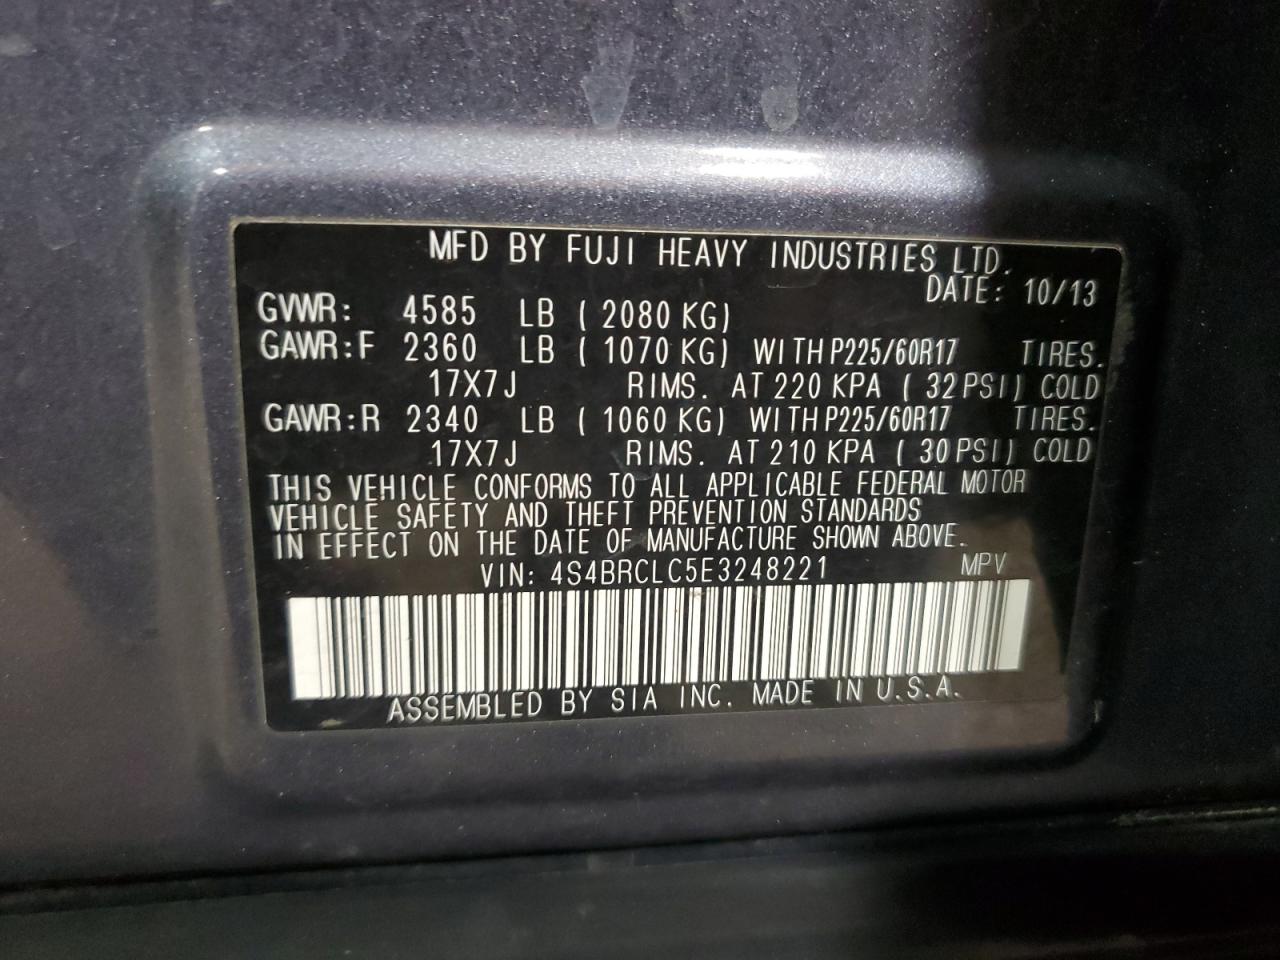 MFD BY FUJI HEAVY INDUSTRIES LTD.
DATE: 10/13
GVWR: 4585 LB ( 2080 KG)
GAWR:F 2360 LB ( 1070 KG) WITH P225/60R17 TIRES.
17X7J RIMS. AT 220 KPA ( 32 PSI) COLD
GAWR:R 2340 LB ( 1060 KG) WITH P225/60R17 TIRES.
17X7J RIMS. AT 210 KPA ( 30 PSI) COLD
THIS VEHICLE CONFORMS TO ALL APPLICABLE FEDERAL MOTOR
VEHICLE SAFETY AND THEFT PREVENTION STANDARDS
IN EFFECT ON THE DATE OF MANUFACTURE SHOWN ABOVE.
VIN: 4S4BRCLC5E3248221 MPV
ASSEMBLED BY SIA INC. MADE IN U.S.A.